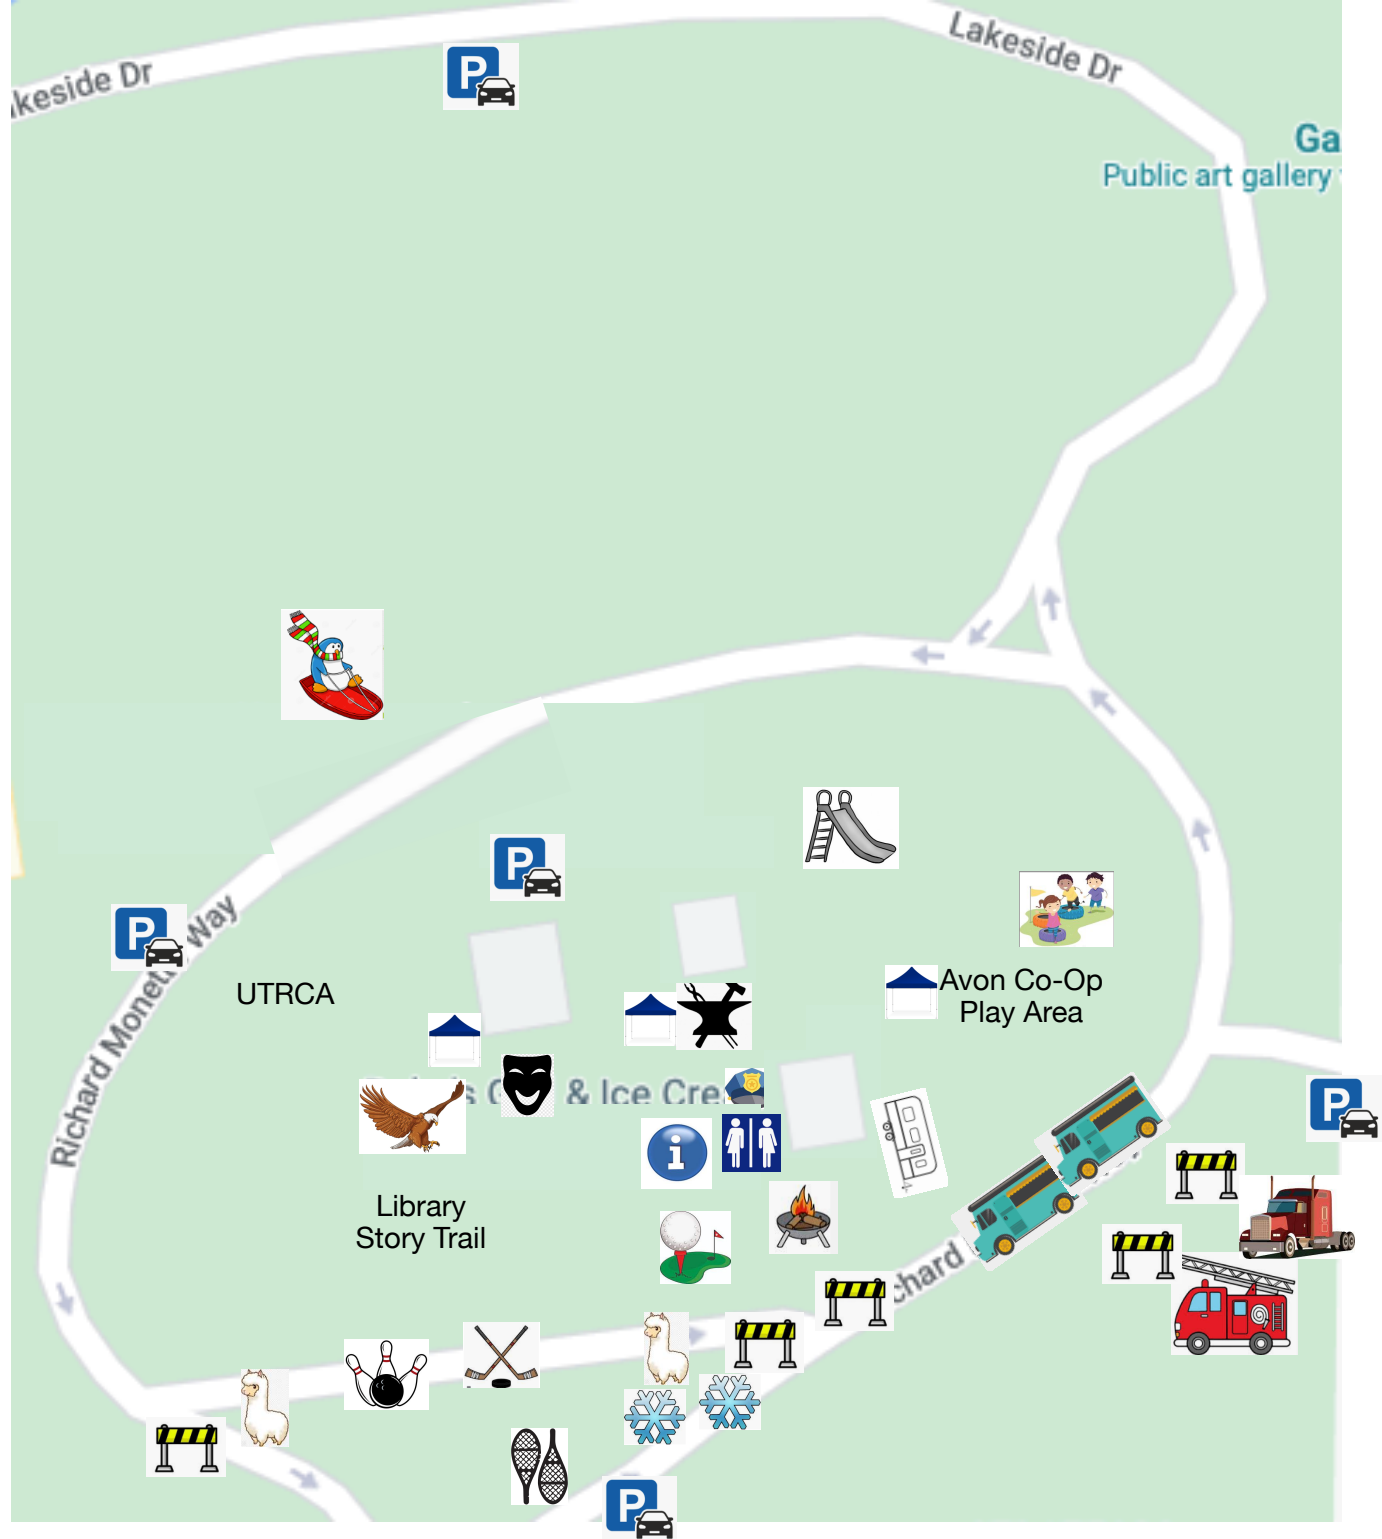 Lakeside Dr
keside Dr
Ga
Public art gallery
P
P
P
Way
Richard Monet
UTRCA
Avon Co-Op
Play Area
& Ice Cre
P
i
Library
Story Trail
chard
P